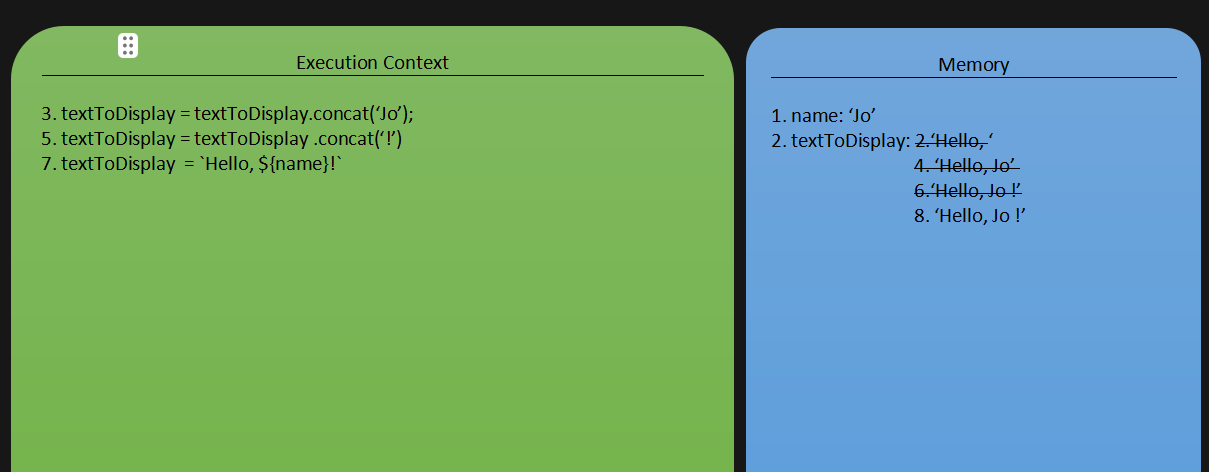 Execution Context
3. textToDisplay = textToDisplay.concat(‘Jo’);
5. textToDisplay = textToDisplay .concat(‘!’)
7. textToDisplay  = `Hello, ${name}!`
Memory
1. name: ‘Jo’
2. textToDisplay: 2.‘Hello, ‘
4. ‘Hello, Jo’
6.‘Hello, Jo !’
8. ‘Hello, Jo !’